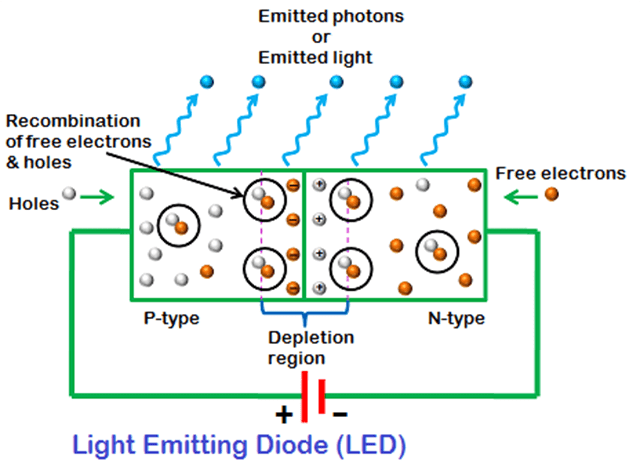 Emitted photons
or
Emitted light
Recombination
of free electrons
& holes
Free electrons
Holes
− + − + − + − +
P-type
N-type
Depletion
region
+ −
Light Emitting Diode (LED)